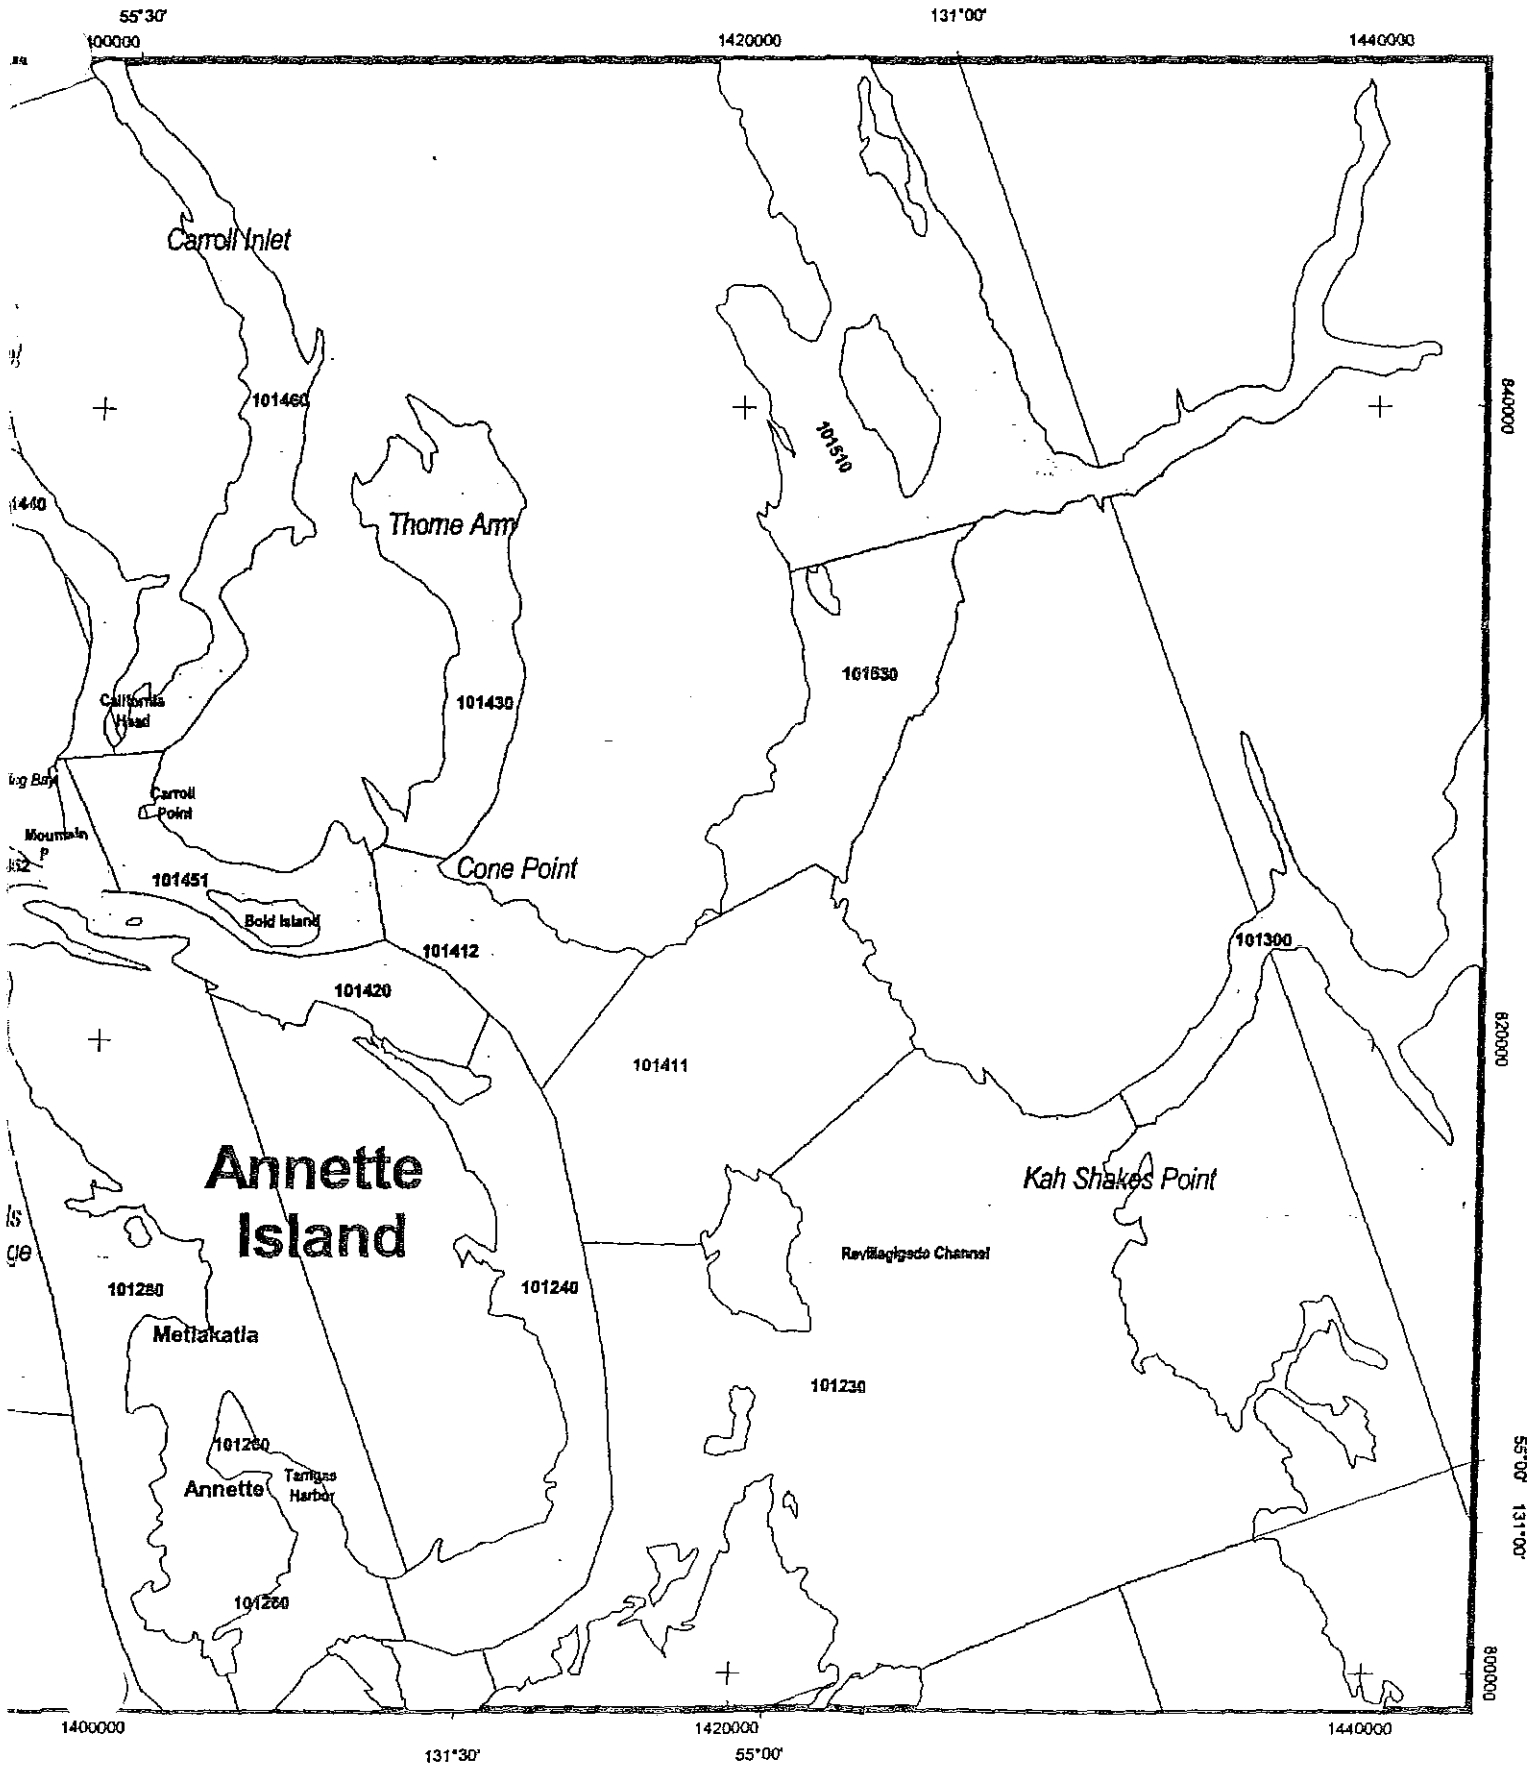 55°30'
131°00'
1420000
1440000
Carroll Inlet
101460
840000
101510
1440
Thorne Arm
101530
California
Head
101430
Carroll
Point
Mountain
P
Cone Point
101451
Bold Island
101412
101300
101420
820000
101411
Annette
Island
Kah Shakes Point
Revillagigedo Channel
101280
101240
Metlakatla
101230
101260
Tamgas
Harbor
Annette
55°00'
131°00'
101260
800000
1400000
1420000
1440000
131°30'
55°00'